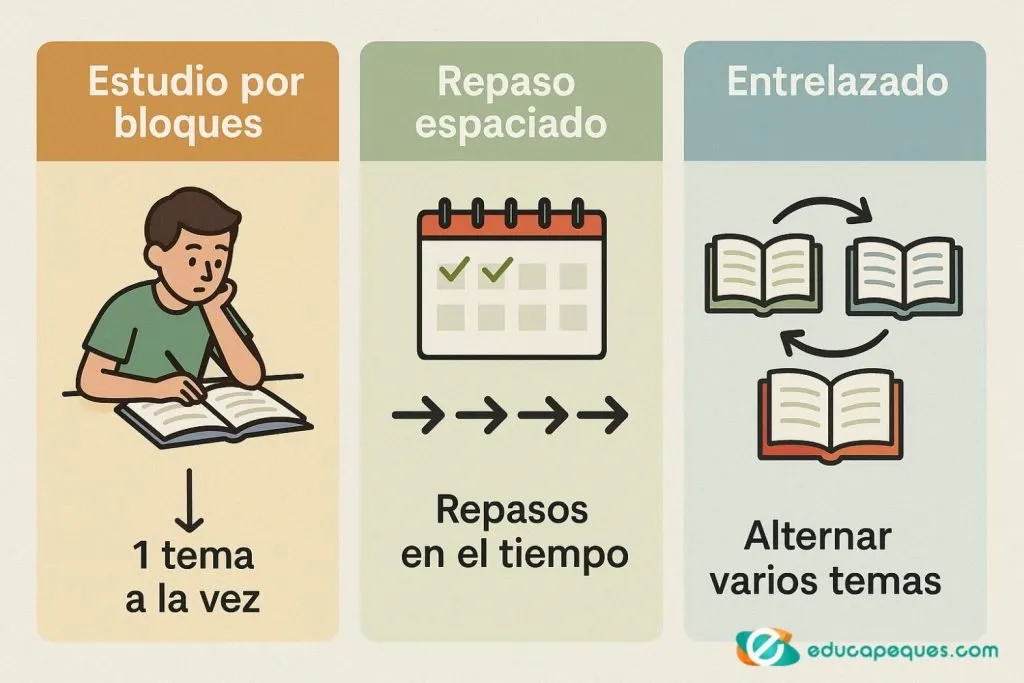 Estudio por
bloques
1 tema
a la vez
Repaso
espaciado
Repasos
en el tiempo
Entrelazado
Alternar
varios temas
educapeques.com